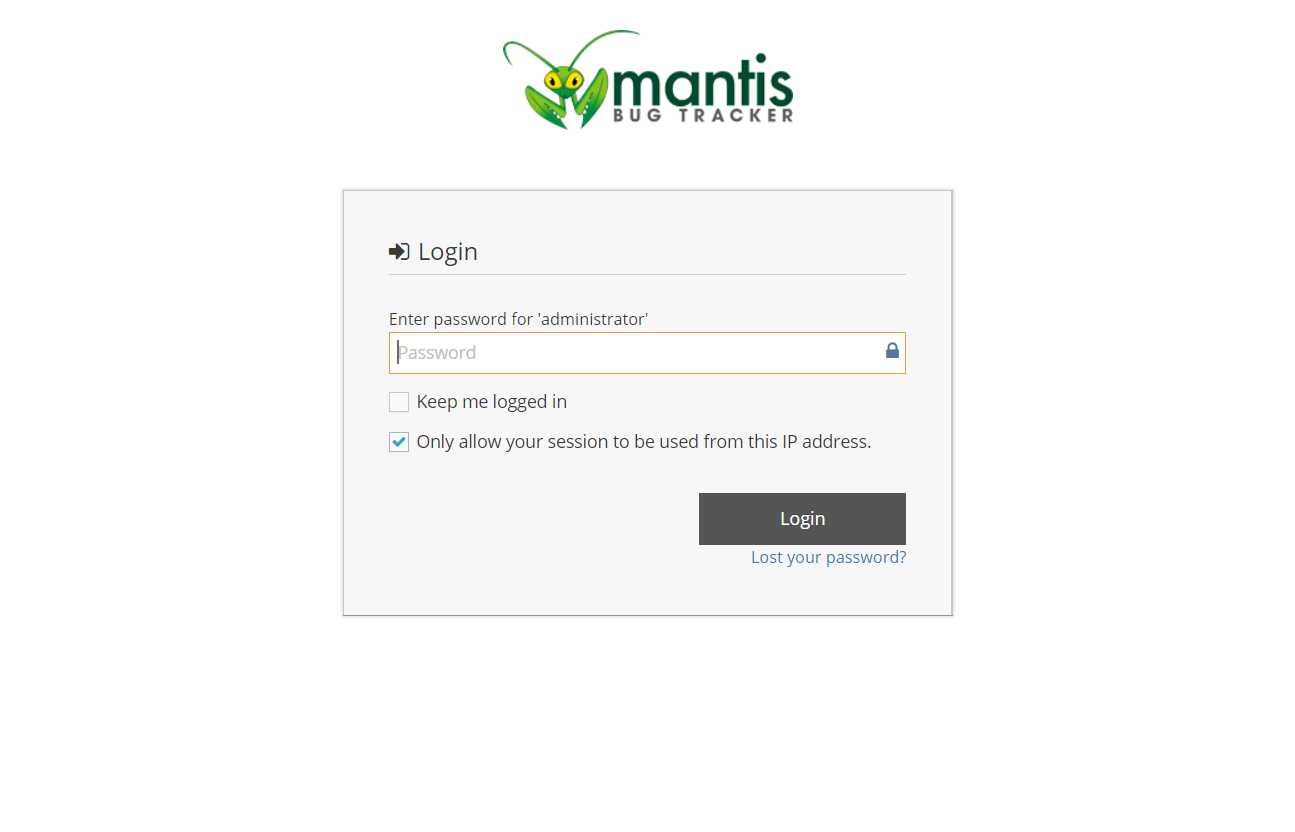 mantis
BUG TRACKER
Login
Enter password for 'administrator'
Password
Keep me logged in
Only allow your session to be used from this IP address.
Login
Lost your password?